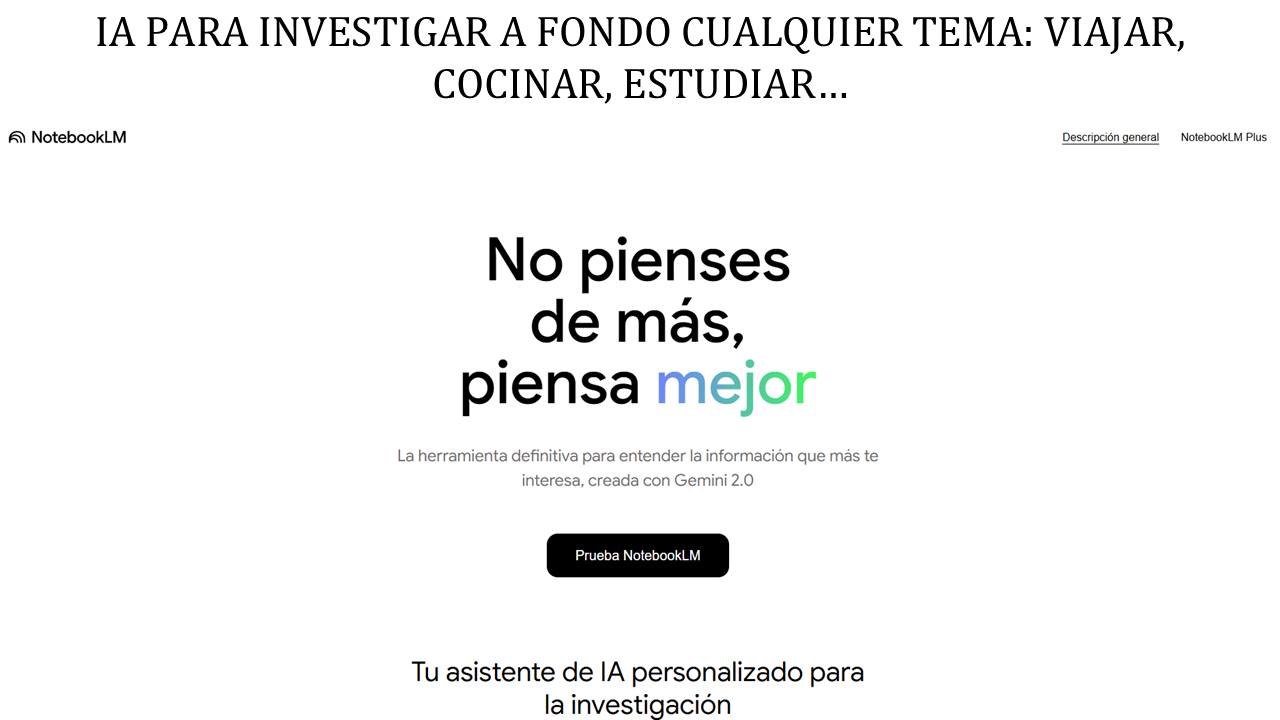 IA PARA INVESTIGAR A FONDO CUALQUIER TEMA: VIAJAR,
COCINAR, ESTUDIAR…
NotebookLM
Descripción general
NotebookLM Plus
No pienses
de más,
piensa mejor
La herramienta definitiva para entender la información que más te
interesa, creada con Gemini 2.0
Prueba NotebookLM
Tu asistente de IA personalizado para
la investigación